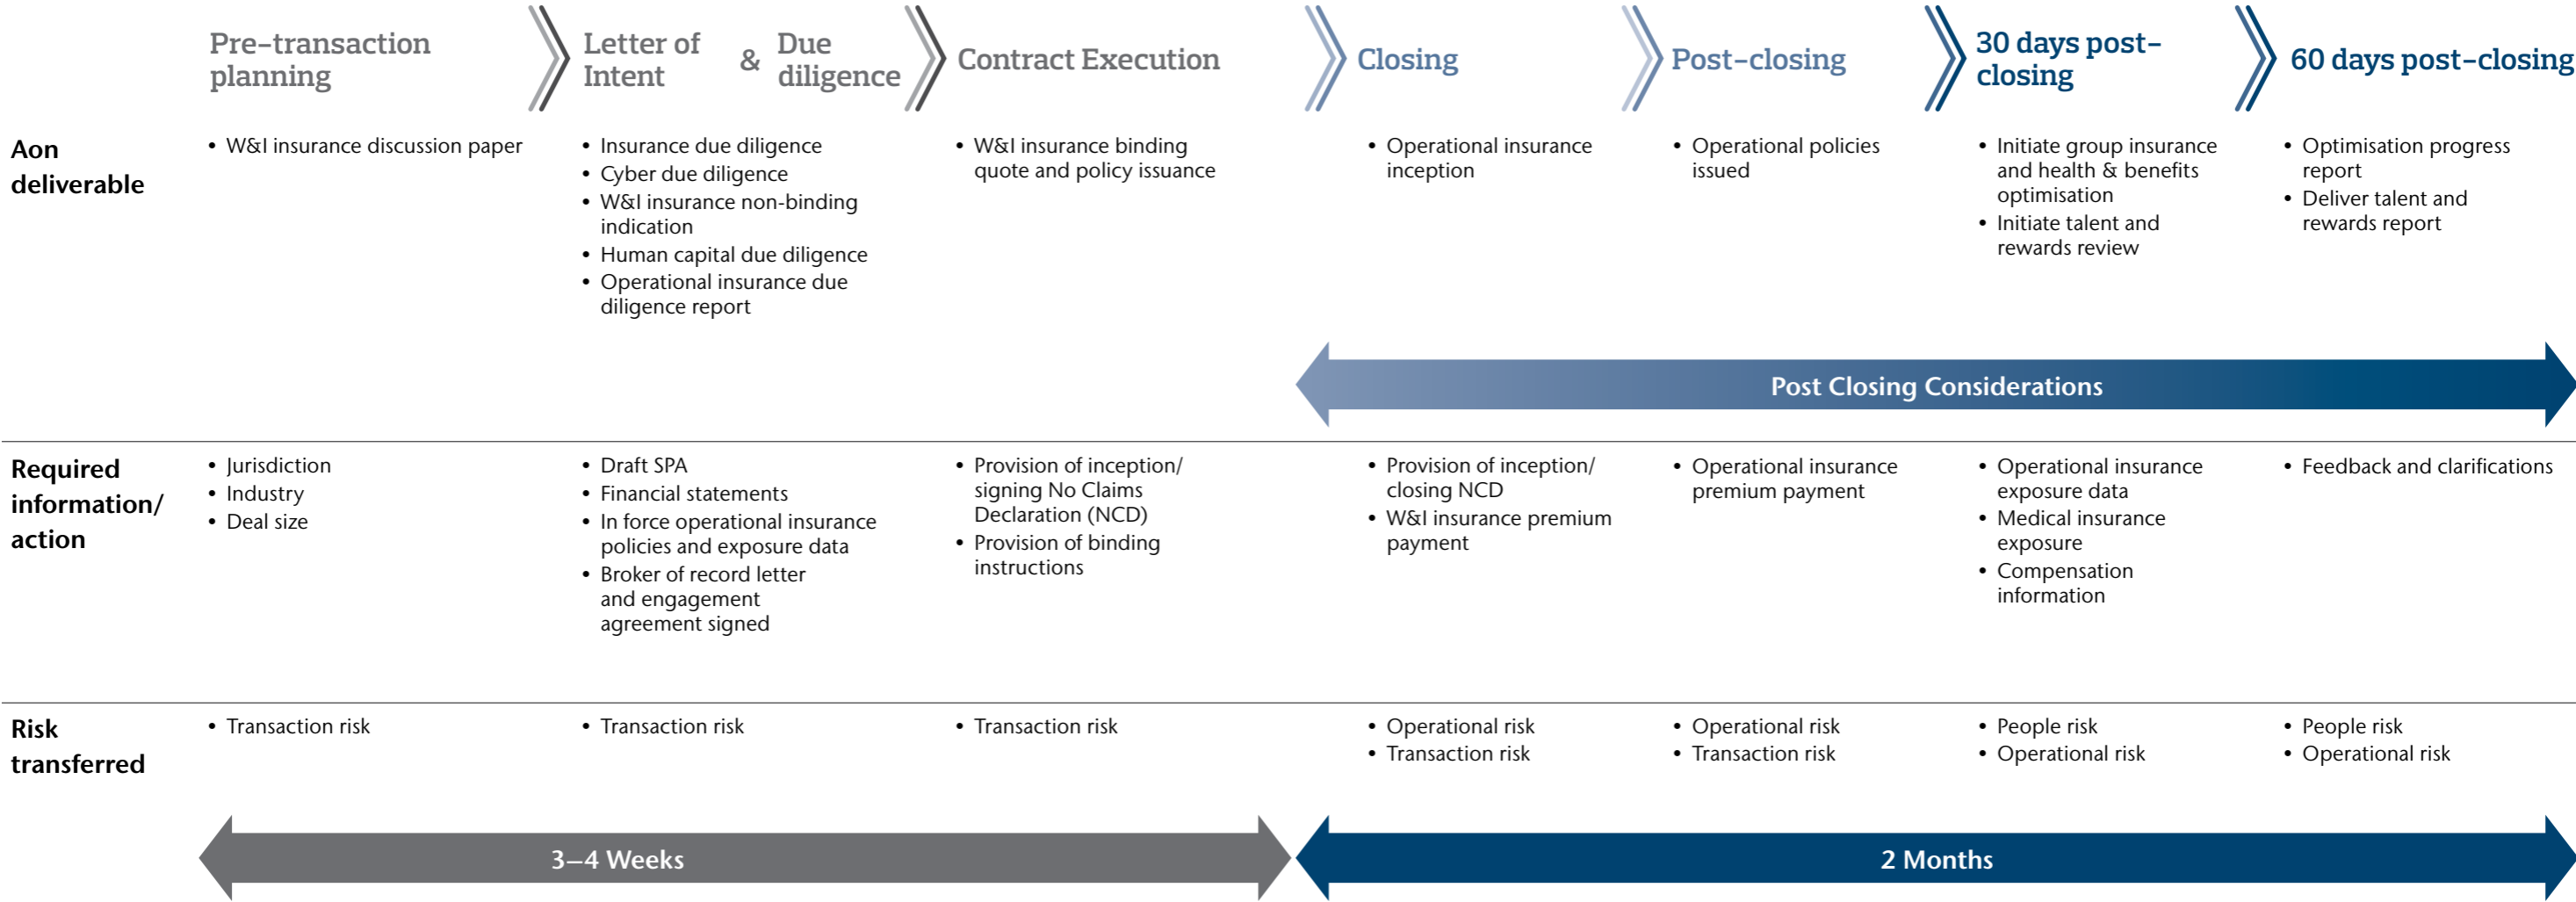 Pre-transaction
planning
Letter of
Intent
&
Due
diligence
Contract Execution
Closing
Post-closing
30 days post-
closing
60 days post-closing
Aon
deliverable
• W&I insurance discussion paper
• Insurance due diligence
• Cyber due diligence
• W&I insurance non-binding
indication
• Human capital due diligence
• Operational insurance due
diligence report
• W&I insurance binding
quote and policy issuance
• Operational insurance
inception
• Operational policies
issued
• Initiate group insurance
and health & benefits
optimisation
• Initiate talent and
rewards review
• Optimisation progress
report
• Deliver talent and
rewards report
Post Closing Considerations
Required
information/
action
• Jurisdiction
• Industry
• Deal size
• Draft SPA
• Financial statements
• In force operational insurance
policies and exposure data
• Broker of record letter
and engagement
agreement signed
• Provision of inception/
signing No Claims
Declaration (NCD)
• Provision of binding
instructions
• Provision of inception/
closing NCD
• W&I insurance premium
payment
• Operational insurance
premium payment
• Operational insurance
exposure data
• Medical insurance
exposure
• Compensation
information
• Feedback and clarifications
Risk
transferred
• Transaction risk
• Transaction risk
• Transaction risk
• Operational risk
• Transaction risk
• Operational risk
• Transaction risk
• People risk
• Operational risk
• People risk
• Operational risk
3–4 Weeks
2 Months